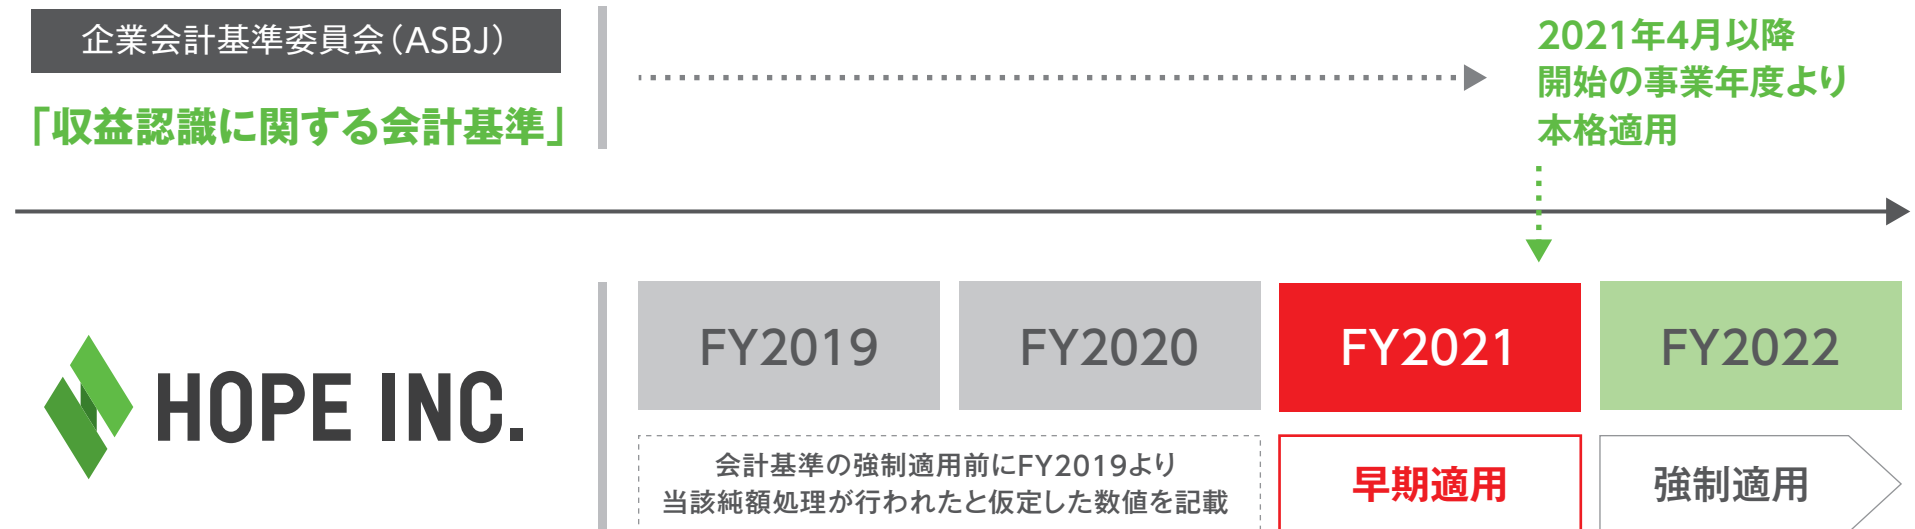 企業会計基準委員会（ASBJ）
「収益認識に関する会計基準」
2021年4月以降
開始の事業年度より
本格適用
HOPE INC.
FY2019
FY2020
FY2021
FY2022
会計基準の強制適用前にFY2019より
当該純額処理が行われたと仮定した数値を記載
早期適用
強制適用